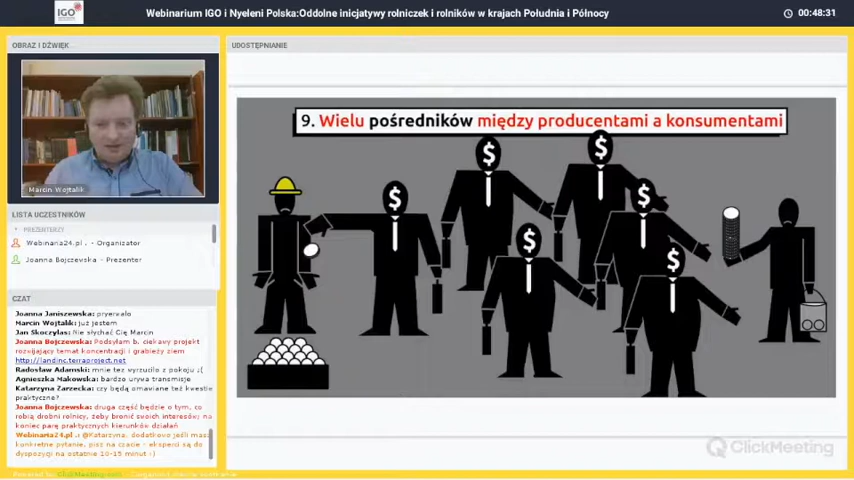 IGO
Webinarium IGO i Nyeleni Polska:Oddolne inicjatywy rolniczek i rolników w krajach Południa i Północy
00:48:31
OBRAZ I DŹWIĘK
Marcin Wojtalik
LISTA UCZESTNIKÓW
PREZENTERZY
Webinaria24.pl . - Organizator
Joanna Bojczewska - Prezenter
CZAT
Joanna Janiszewska: pryerwalo
Marcin Wojtalik: już jestem
Jan Skoczylas: Nie słychać Cię Marcin
Joanna Bojczewska: Podsyłam b. ciekawy projekt
rozwijający temat koncentracji i grabieży ziem
http://landinc.terraproject.net
Radosław Adamski: mnie tez wyrzuciło z pokoju ;(
Agnieszka Makowska: bardzo urywa transmisje
Katarzyna Zarzecka: czy będą omawiane też kwestie
praktyczne?
Joanna Bojczewska: druga część będzie o tym, co
robią drobni rolnicy, żeby bronić swoich interesów; na
koniec parę praktycznych kierunków działań
Webinaria24.pl .: @Katarzyna, dodatkowo jeśli masz
konkretne pytanie, pisz na czacie - eksperci są do
dyspozycji na ostatnie 10-15 minut :)
UDOSTĘPNIANIE
9. Wielu pośredników między producentami a konsumentami
$
$
$
$
$
$
ClickMeeting
Powered by ClickMeeting.com